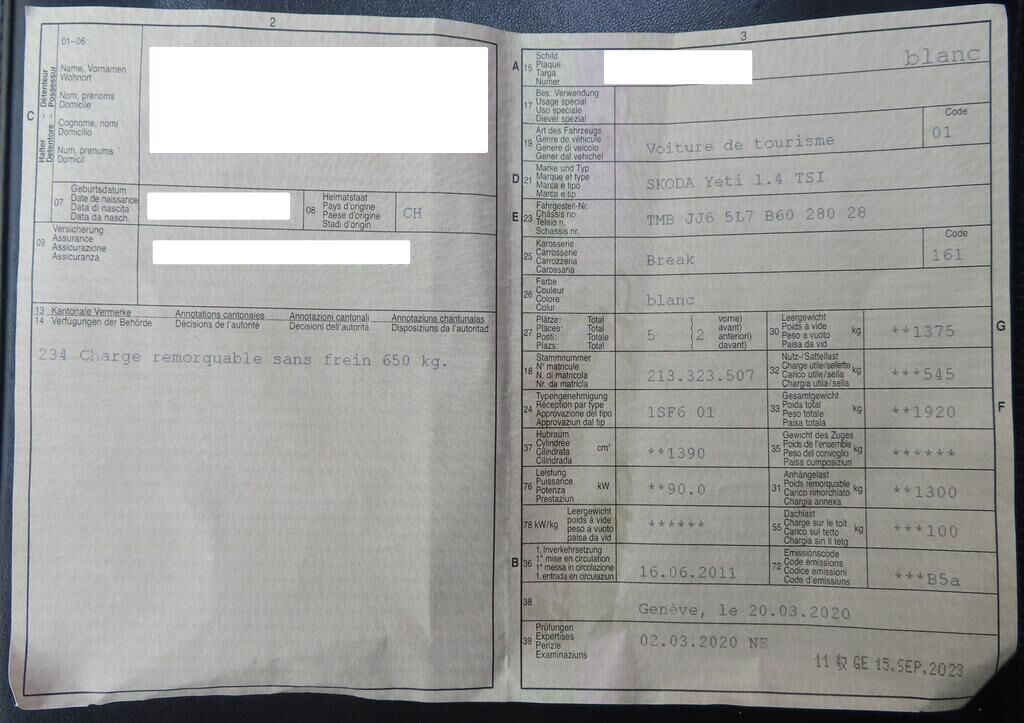 2
01-06
Halter – Détenteur
Detentore – Possessur
C
Name, Vornamen
Wohnort
Nom, prénoms
Domicile
Cognome, nomi
Domicilio
Num, prenums
Domicil
07
Geburtsdatum
Date de naissance
Data di nascita
Data da nasch.
08
Heimatstaat
Pays d'origine
Paese d'origine
Stadi d'origin
CH
09
Versicherung
Assurance
Assicurazione
Assicuranza
13 Kantonale Vermerke Annotations cantonales Annotazioni cantonali Annotaziuns chantunalas
14 Verfügungen der Behörde Décisions de l'autorité Decisioni dell'autorità Disposiziuns da l'autoritad
234 Charge remorquable sans frein 650 kg.
3
A 15
Schild
Plaque
Targa
Numer
blanc
17
Bes. Verwendung
Usage spécial
Uso speciale
Diever spezial
19
Art des Fahrzeugs
Genre de véhicule
Genere di veicolo
Gener dal vehichel
Voiture de tourisme
Code
01
D 21
Marke und Typ
Marque et type
Marca e tipo
Marca e tip
SKODA Yeti 1.4 TSI
E 23
Fahrgestell-Nr.
Châssis no
Telaio n.
Schassis nr.
TMB JJ6 5L7 B60 280 28
25
Karosserie
Carrosserie
Carrozzeria
Carossaria
Break
Code
161
26
Farbe
Couleur
Colore
Colur
blanc
27
Plätze: Total
Places: Total
Posti: Totale
Plazs: Total
5
vorne)
avant)
anteriori)
davant)
(2
30
Leergewicht
Poids à vide
Peso a vuoto
Paisa da vid
kg
**1375
G
18
Stammnummer
N° matricule
N. di matricola
Nr. da matricla
213.323.507
32
Nutz-/Sattellast
Charge utile/sellette
Carico utile/sella
Chargia utila/sella
kg
***545
24
Typengenehmigung
Réception par type
Approvazione del tipo
Approvaziun dal tip
1SF6 01
33
Gesamtgewicht
Poids total
Peso totale
Paisa totala
kg
**1920
F
37
Hubraum
Cylindrée
Cilindrata
Cilindrada
cm³
**1390
35
Gewicht des Zuges
Poids de l'ensemble
Peso del convoglio
Paisa cumposiziun
kg
******
76
Leistung
Puissance
Potenza
Prestaziun
kW
**90.0
31
Anhängelast
Poids remorquable
Carico rimorchiato
Chargia annexa
kg
**1300
78 kW/kg
Leergewicht
poids à vide
peso a vuoto
paisa da vid
******
55
Dachlast
Charge sur le toit
Carico sul tetto
Chargia sin il tetg
kg
***100
B 36
1. Inverkehrsetzung
1re mise en circulation
1a messa in circolazione
1. entrada en circulaziun
16.06.2011
72
Emissionscode
Code émissions
Codice emissioni
Code d'emissiuns
***B5a
38
Genève, le 20.03.2020
39
Prüfungen
Expertises
Perizie
Examinaziuns
02.03.2020 NE
11 GE 15.SEP.2023